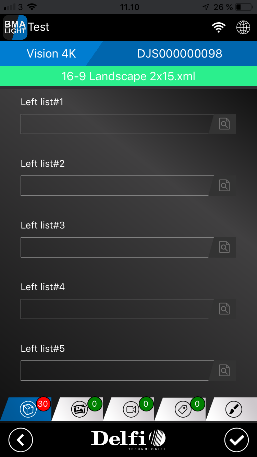 3
11.10
26 %
BMA
LIGHT
Test
Vision 4K
DJS000000098
16-9 Landscape 2x15.xml
Left list#1
Left list#2
Left list#3
Left list#4
Left list#5
30
0
0
0
Delfi